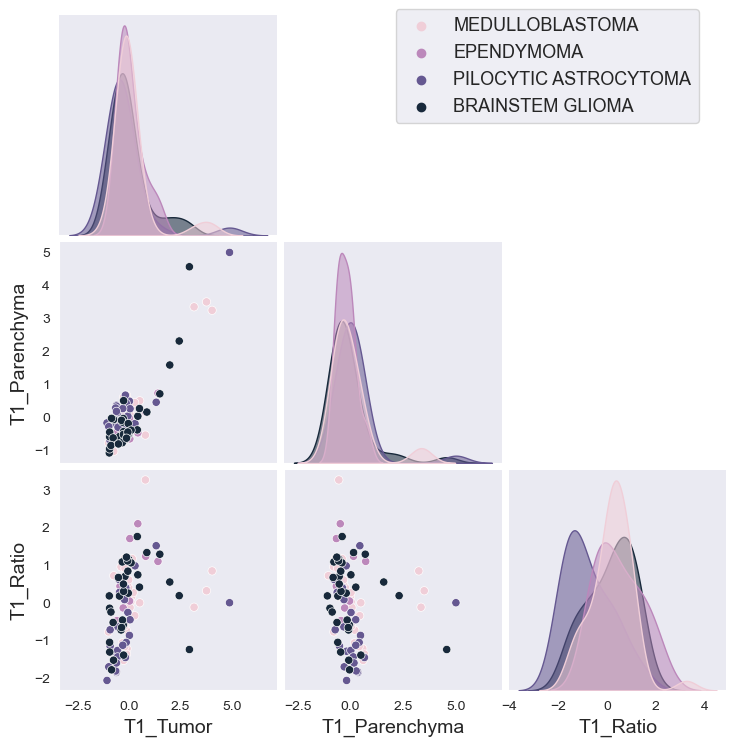 MEDULLOBLASTOMA
EPENDYMOMA
PILOCYTIC ASTROCYTOMA
BRAINSTEM GLIOMA
T1_Parenchyma
5
4
3
2
1
0
−1
T1_Ratio
3
2
1
0
−1
−2
−2.5 0.0 2.5 5.0
−2.5 0.0 2.5 5.0
−4 −2 0 2 4
T1_Tumor
T1_Parenchyma
T1_Ratio